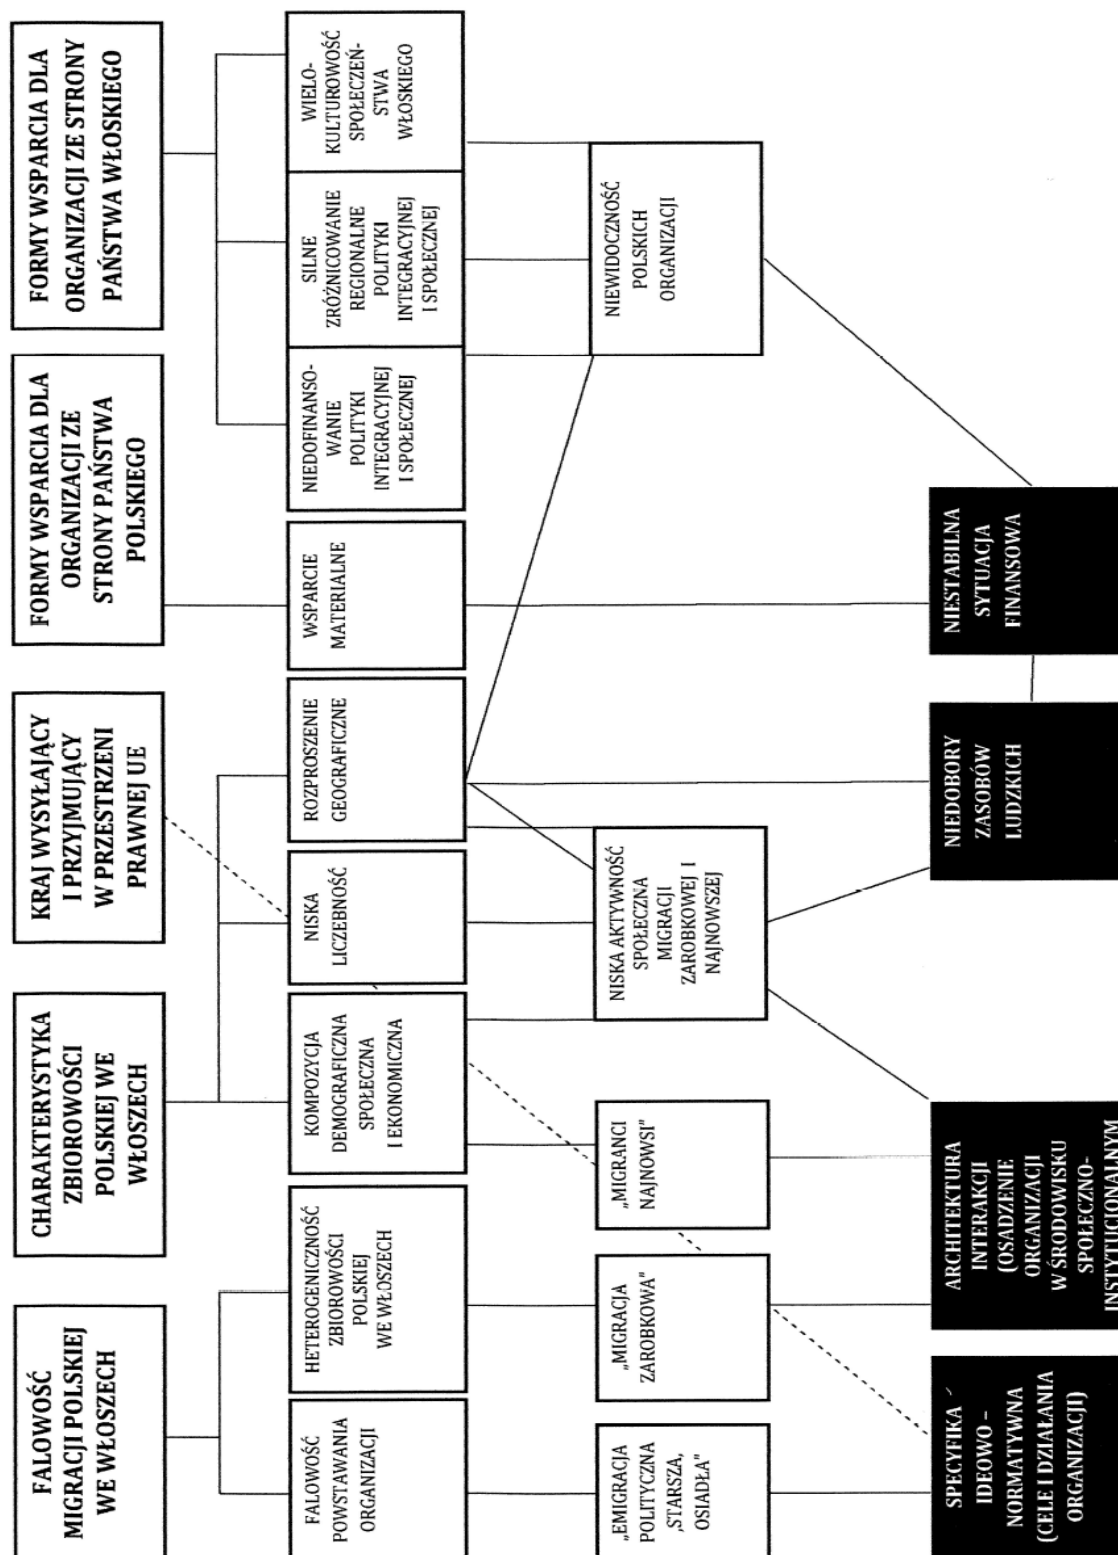 FALOWOŚĆ
MIGRACJI POLSKIEJ
WE WŁOSZECH
CHARAKTERYSTYKA
ZBIOROWOŚCI
POLSKIEJ WE
WŁOSZECH
KRAJ WYSYŁAJĄCY
I PRZYJMUJĄCY
W PRZESTRZENI
PRAWNEJ UE
FORMY WSPARCIA DLA
ORGANIZACJI ZE
STRONY PAŃSTWA
POLSKIEGO
FORMY WSPARCIA DLA
ORGANIZACJI ZE STRONY
PAŃSTWA WŁOSKIEGO
FALOWOŚĆ
POWSTAWANIA
ORGANIZACJI
HETEROGENICZNOŚĆ
ZBIOROWOŚCI
POLSKIEJ
WE WŁOSZECH
KOMPOZYCJA
DEMOGRAFICZNA
SPOŁECZNA
I EKONOMICZNA
NISKA
LICZEBNOŚĆ
ROZPROSZENIE
GEOGRAFICZNE
WSPARCIE
MATERIALNE
NIEDOFINANSO-
WANIE
POLITYKI
INTEGRACYJNEJ
I SPOŁECZNEJ
SILNE
ZRÓŻNICOWANIE
REGIONALNE
POLITYKI
INTEGRACYJNEJ
I SPOŁECZNEJ
WIELO-
KULTUROWOŚĆ
SPOŁECZEŃ-
STWA
WŁOSKIEGO
„EMIGRACJA
POLITYCZNA
,STARSZA,
OSIADŁA"
„MIGRACJA
ZAROBKOWA"
„MIGRANCI
NAJNOWSI"
NISKA AKTYWNOŚĆ
SPOŁECZNA
MIGRACJI
ZAROBKOWEJ I
NAJNOWSZEJ
NIEWIDOCZNOŚĆ
POLSKICH
ORGANIZACJI
SPECYFIKA
IDEOWO –
NORMATYWNA
(CELE I DZIAŁANIA
ORGANIZACJI)
ARCHITEKTURA
INTERAKCJI
(OSADZENIE
ORGANIZACJI
W ŚRODOWISKU
SPOŁECZNO-
INSTYTUCJONALNYM
NIEDOBORY
ZASOBÓW
LUDZKICH
NIESTABILNA
SYTUACJA
FINANSOWA